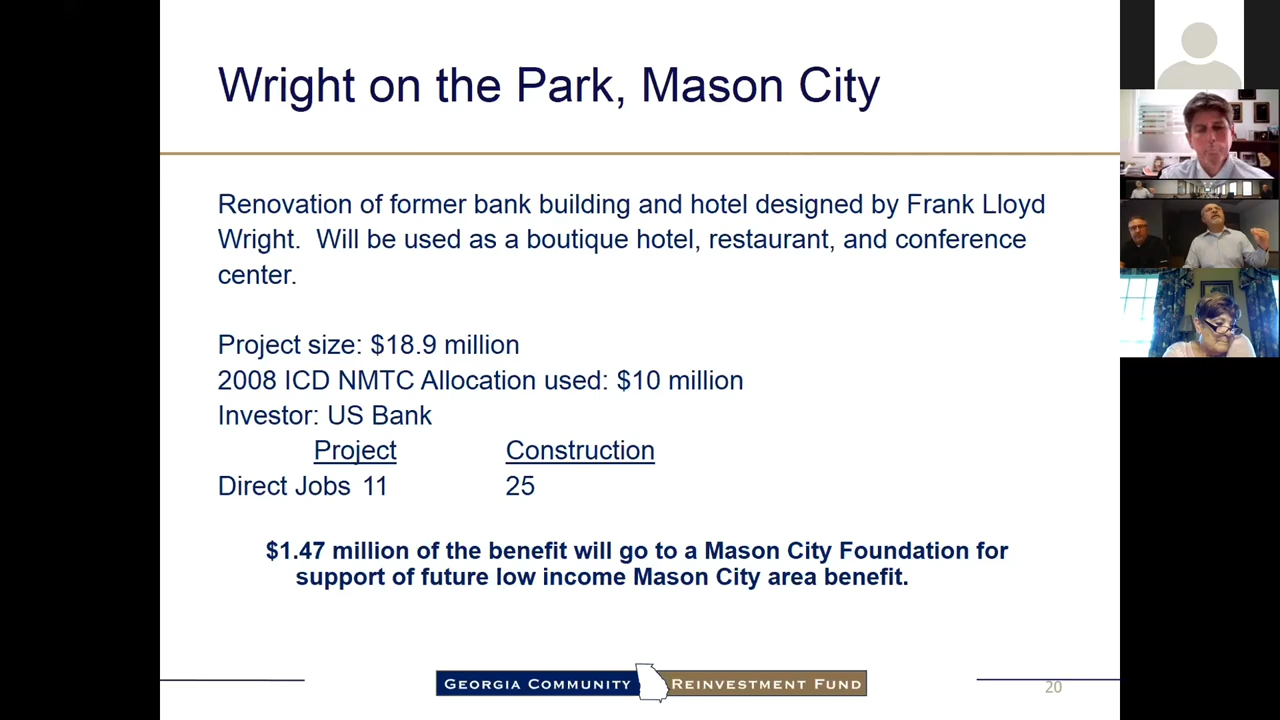 Wright on the Park, Mason City
Renovation of former bank building and hotel designed by Frank Lloyd
Wright.  Will be used as a boutique hotel, restaurant, and conference
center.
Project size: $18.9 million
2008 ICD NMTC Allocation used: $10 million
Investor: US Bank
Project Construction
Direct Jobs 11 25
$1.47 million of the benefit will go to a Mason City Foundation for
support of future low income Mason City area benefit.
GEORGIA COMMUNITY REINVESTMENT FUND
20